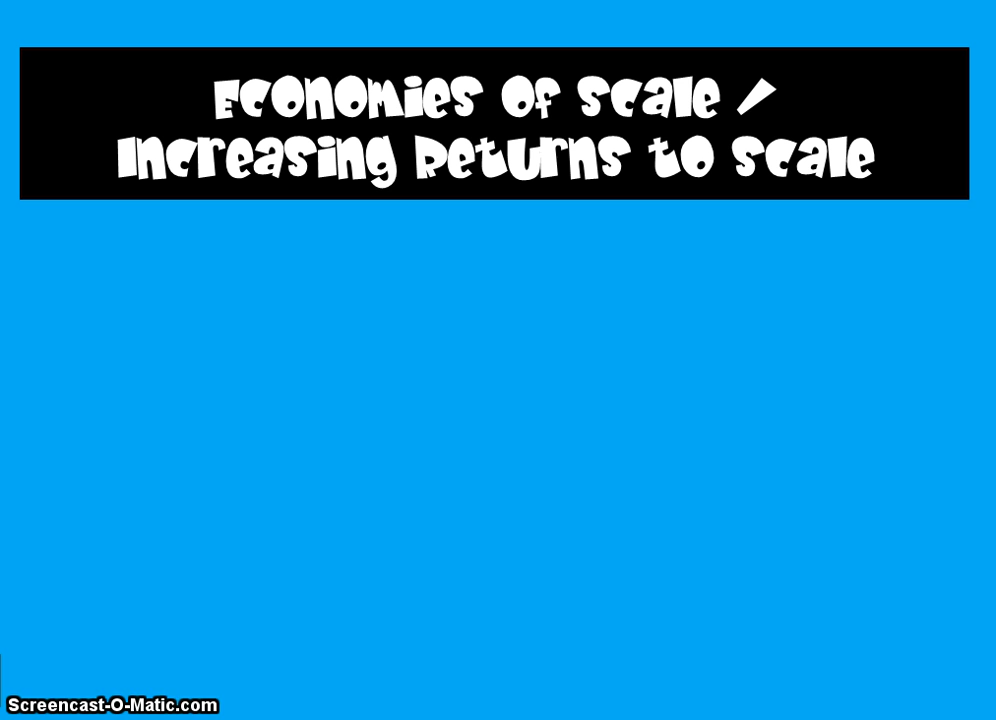 Economies of Scale /
Increasing Returns to Scale
Screencast-O-Matic.com